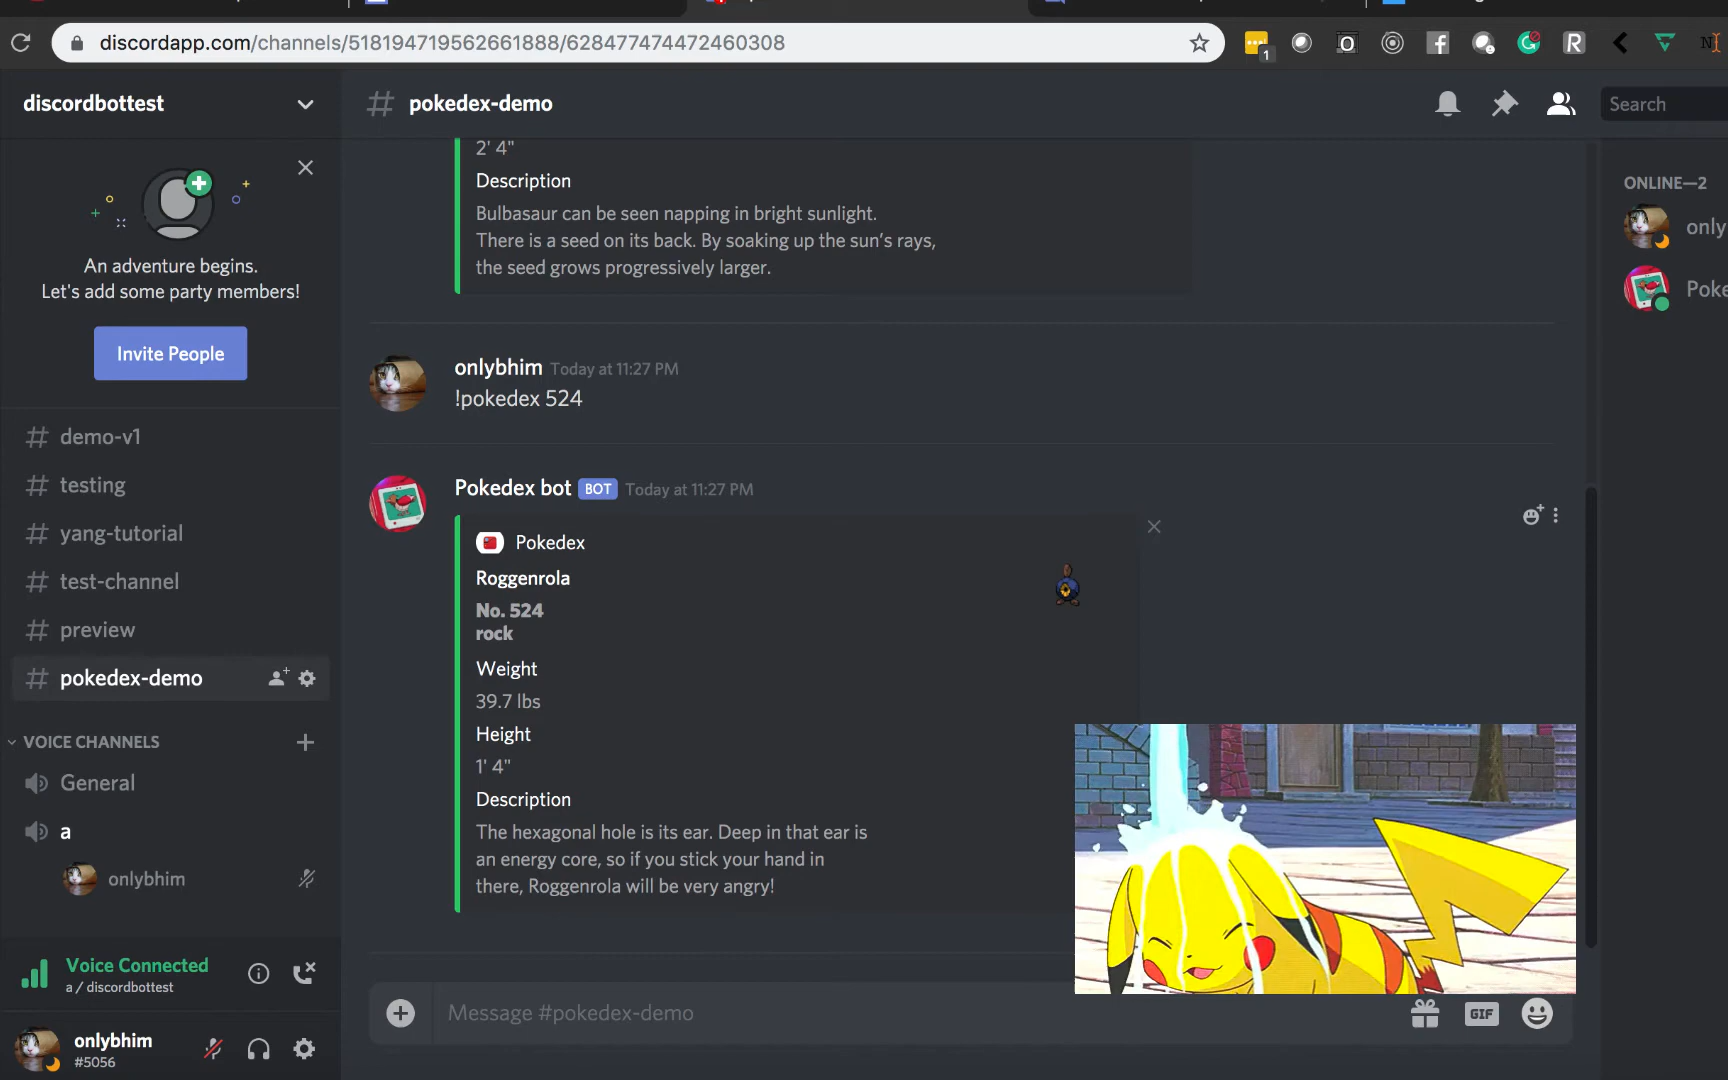 discordapp.com/channels/518194719562661888/628477474472460308
1
discordbottest
# pokedex-demo
Search
An adventure begins.
Let's add some party members!
Invite People
# demo-v1
# testing
# yang-tutorial
# test-channel
# preview
# pokedex-demo
VOICE CHANNELS
General
a
onlybhim
Voice Connected
a / discordbottest
onlybhim
#5056
2' 4"
Description
Bulbasaur can be seen napping in bright sunlight.
There is a seed on its back. By soaking up the sun's rays,
the seed grows progressively larger.
onlybhim Today at 11:27 PM
!pokedex 524
Pokedex bot BOT Today at 11:27 PM
Pokedex
Roggenrola
No. 524
rock
Weight
39.7 lbs
Height
1' 4"
Description
The hexagonal hole is its ear. Deep in that ear is
an energy core, so if you stick your hand in
there, Roggenrola will be very angry!
Message #pokedex-demo
GIF
ONLINE—2
only
Poke